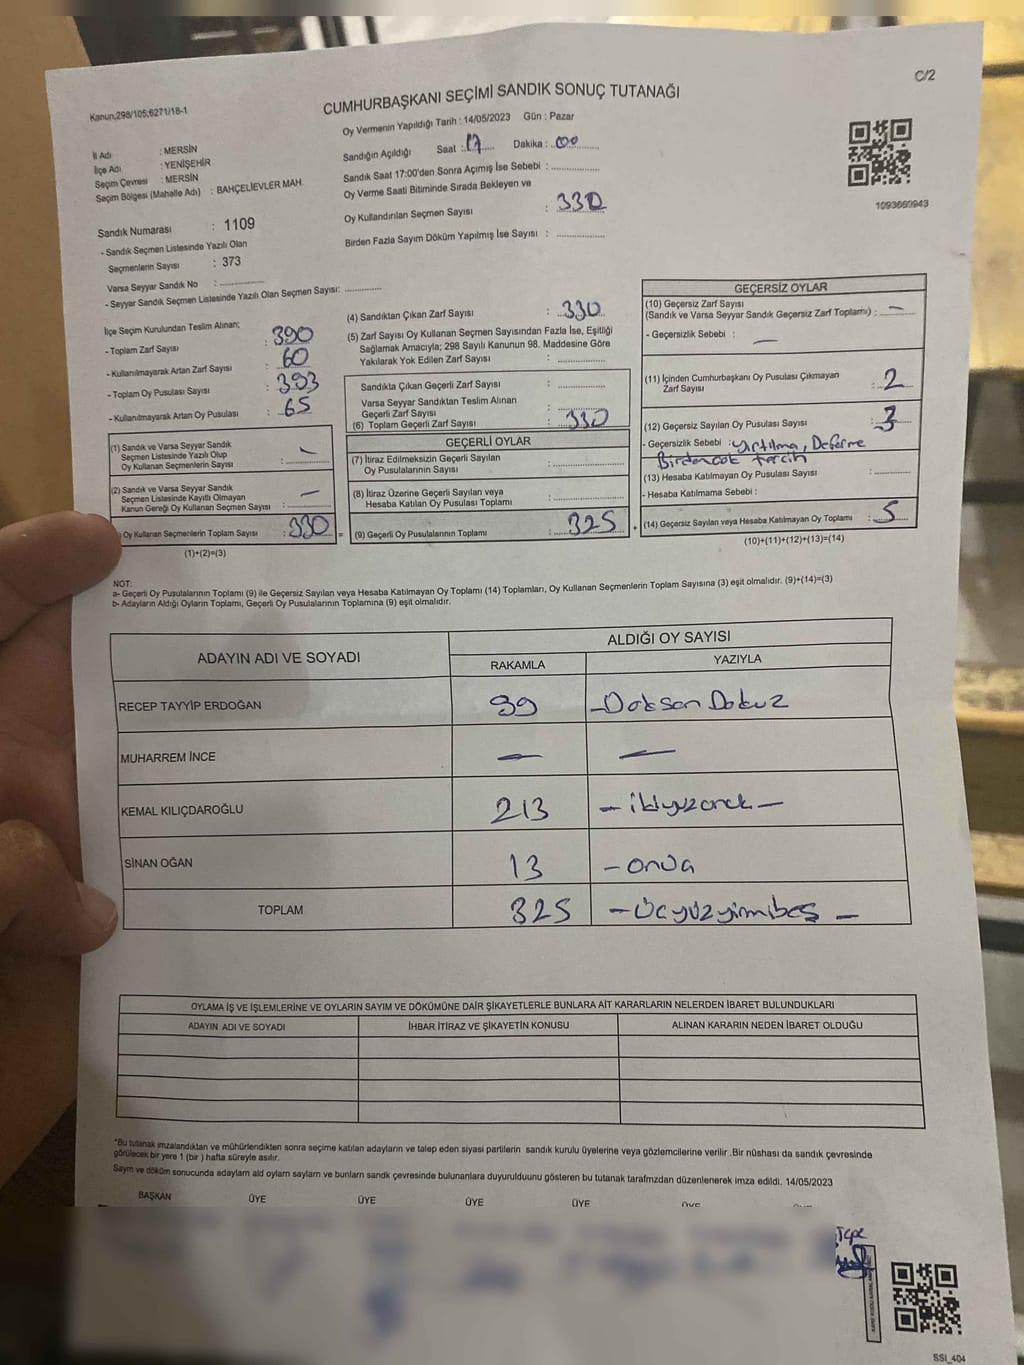 C/2
Kanun,298/105;6271/18-1
CUMHURBAŞKANI SEÇİMİ SANDIK SONUÇ TUTANAĞI
Oy Vermenin Yapıldığı Tarih : 14/05/2023 Gün : Pazar
İl Adı : MERSİN
İlçe Adı : YENİŞEHİR
Seçim Çevresi : MERSİN
Seçim Bölgesi (Mahalle Adı) : BAHÇELİEVLER MAH.
Sandığın Açıldığı Saat : 17 Dakika : 00
Sandık Saat 17:00'den Sonra Açımış İse Sebebi :
Oy Verme Saati Bitiminde Sırada Bekleyen ve
Oy Kullandırılan Seçmen Sayısı : 330
Birden Fazla Sayım Döküm Yapılmış İse Sayısı :
1093660943
Sandık Numarası : 1109
- Sandık Seçmen Listesinde Yazılı Olan
Seçmenlerin Sayısı : 373
Varsa Seyyar Sandık No :
- Seyyar Sandık Seçmen Listesinde Yazılı Olan Seçmen Sayısı:
İlçe Seçim Kurulundan Teslim Alınan;
- Toplam Zarf Sayısı : 390
- Kullanılmayarak Artan Zarf Sayısı : 60
- Toplam Oy Pusulası Sayısı : 393
- Kullanılmayarak Artan Oy Pusulası : 65
(1) Sandık ve Varsa Seyyar Sandık
Seçmen Listesinde Yazılı Olup
Oy Kullanan Seçmenlerin Sayısı : —
(2) Sandık ve Varsa Seyyar Sandık
Seçmen Listesinde Kayıtlı Olmayan
Kanun Gereği Oy Kullanan Seçmen Sayısı : —
Oy Kullanan Seçmenlerin Toplam Sayısı : 330 =
(1)+(2)=(3)
(4) Sandıktan Çıkan Zarf Sayısı : 330
(5) Zarf Sayısı Oy Kullanan Seçmen Sayısından Fazla İse, Eşitliği
Sağlamak Amacıyla; 298 Sayılı Kanunun 98. Maddesine Göre
Yakılarak Yok Edilen Zarf Sayısı :
Sandıkta Çıkan Geçerli Zarf Sayısı :
Varsa Seyyar Sandıktan Teslim Alınan
Geçerli Zarf Sayısı :
(6) Toplam Geçerli Zarf Sayısı : 330
GEÇERLİ OYLAR
(7) İtiraz Edilmeksizin Geçerli Sayılan
Oy Pusulalarının Sayısı :
(8) İtiraz Üzerine Geçerli Sayılan veya
Hesaba Katılan Oy Pusulası Toplamı :
(9) Geçerli Oy Pusulalarının Toplamı : 325 +
GEÇERSİZ OYLAR
(10) Geçersiz Zarf Sayısı
(Sandık ve Varsa Seyyar Sandık Geçersiz Zarf Toplamı) : —
- Geçersizlik Sebebi : —
(11) İçinden Cumhurbaşkanı Oy Pusulası Çıkmayan
Zarf Sayısı : 2
(12) Geçersiz Sayılan Oy Pusulası Sayısı : 3
- Geçersizlik Sebebi : yırtılma, Deforme
Birdençok tercih
(13) Hesaba Katılmayan Oy Pusulası Sayısı :
- Hesaba Katılmama Sebebi :
(14) Geçersiz Sayılan veya Hesaba Katılmayan Oy Toplamı : 5
(10)+(11)+(12)+(13)=(14)
NOT:
a- Geçerli Oy Pusulalarının Toplamı (9) ile Geçersiz Sayılan veya Hesaba Katılmayan Oy Toplamı (14) Toplamları, Oy Kullanan Seçmenlerin Toplam Sayısına (3) eşit olmalıdır. (9)+(14)=(3)
b- Adayların Aldığı Oyların Toplamı, Geçerli Oy Pusulalarının Toplamına (9) eşit olmalıdır.
ADAYIN ADI VE SOYADI
ALDIĞI OY SAYISI
RAKAMLA YAZIYLA
RECEP TAYYİP ERDOĞAN 99 – Doksan Dokuz
MUHARREM İNCE — —
KEMAL KILIÇDAROĞLU 213 – ikiyüzonüç –
SİNAN OĞAN 13 – onüç
TOPLAM 325 – Üçyüzyirmibeş –
OYLAMA İŞ VE İŞLEMLERİNE VE OYLARIN SAYIM VE DÖKÜMÜNE DAİR ŞİKAYETLERLE BUNLARA AİT KARARLARIN NELERDEN İBARET BULUNDUKLARI
ADAYIN ADI VE SOYADI İHBAR İTİRAZ VE ŞİKAYETİN KONUSU ALINAN KARARIN NEDEN İBARET OLDUĞU
*Bu tutanak imzalandıktan ve mühürlendikten sonra seçime katılan adayların ve talep eden siyasi partilerin sandık kurulu üyelerine veya gözlemcilerine verilir .Bir nüshası da sandık çevresinde
görülecek bir yere 1 (bir ) hafta süreyle asılır.
Sayım ve döküm sonucunda adayların ald oyların sayların ve bunların sandk çevresinde bulunanlara duyurulduunu gösteren bu tutanak tarafmzdan düzenlenerek imza edildi. 14/05/2023
BAŞKAN ÜYE ÜYE ÜYE ÜYE
SSI_404